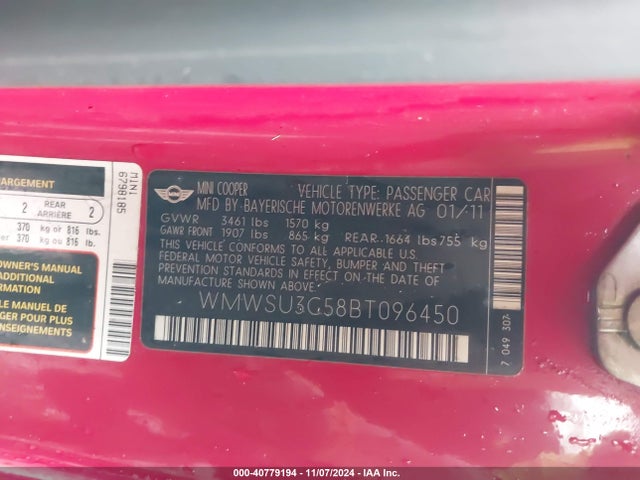 ARGEMENT
2 REAR ARRIÈRE 2
370 kg or 816 lbs.
er 370 kg ou 816 lb.
OWNER'S MANUAL
ADDITIONAL
INFORMATION
LE MANUEL DE
POUR PLUS
MINI
6798185
MINI COOPER VEHICLE TYPE: PASSENGER CAR
MFD BY BAYERISCHE MOTORENWERKE AG 01/11
GVWR 3461 lbs 1570 kg
GAWR FRONT 1907 lbs 865 kg REAR 1664 lbs 755 kg
THIS VEHICLE CONFORMS TO ALL APPLICABLE U.S.
FEDERAL MOTOR VEHICLE SAFETY, BUMPER AND THEFT
PREVENTION STANDARDS IN EFFECT ON THE DATE OF
MANUFACTURE SHOWN ABOVE.
WMWSU3C58BT096450
7 049 307
000-40779194 - 11/07/2024 - IAA Inc.